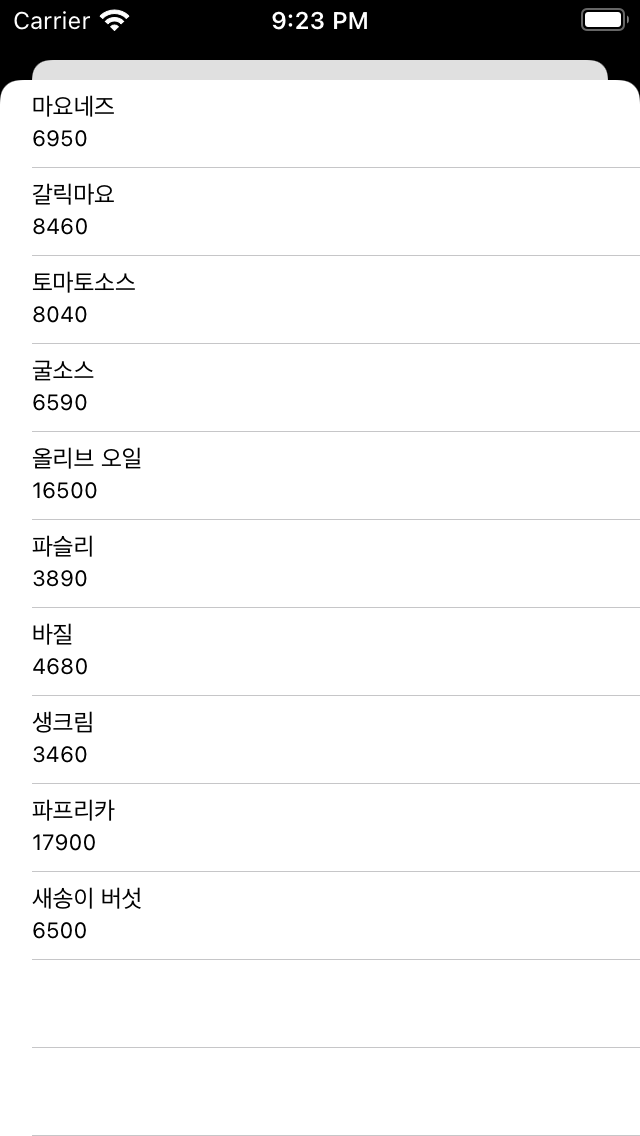 Carrier 9:23 PM
마요네즈
6950
갈릭마요
8460
토마토소스
8040
굴소스
6590
올리브 오일
16500
파슬리
3890
바질
4680
생크림
3460
파프리카
17900
새송이 버섯
6500